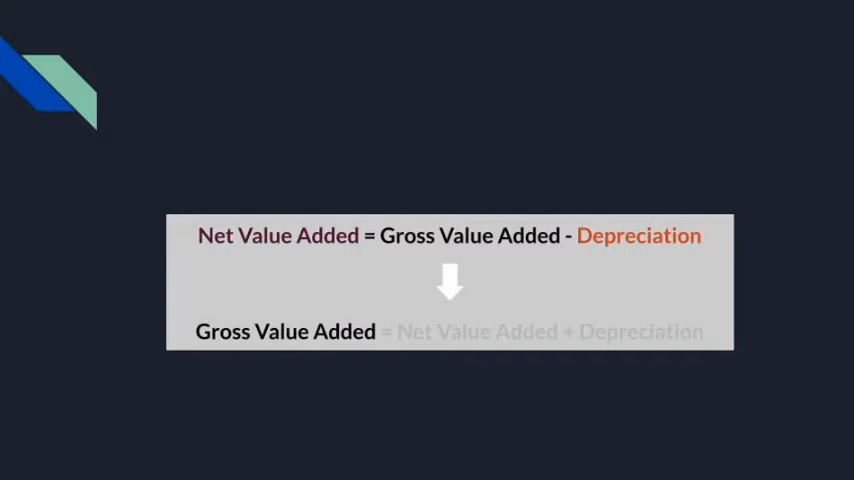 Net Value Added = Gross Value Added - Depreciation
Gross Value Added = Net Value Added + Depreciation